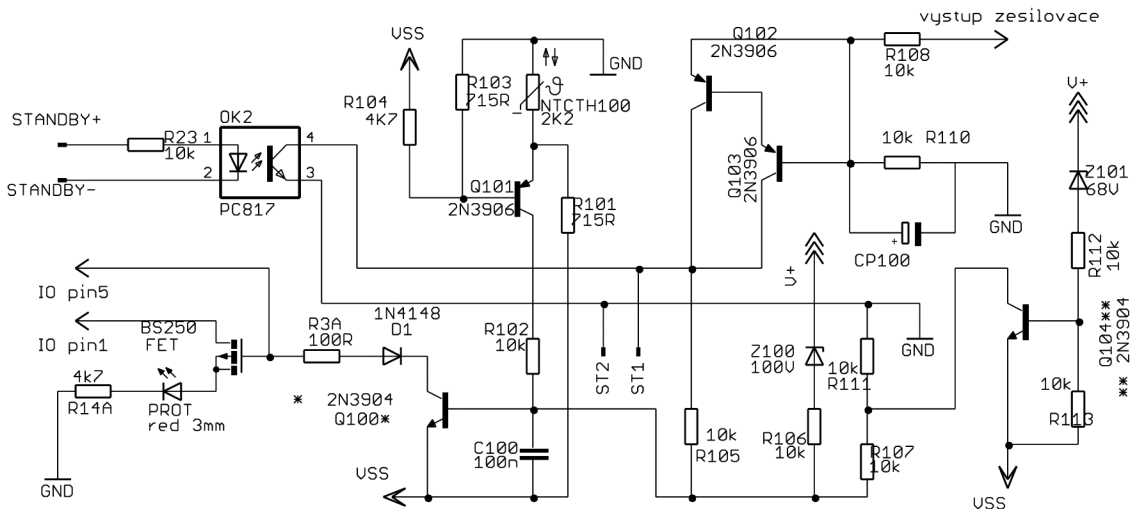 vystup zesilovace
Q102
2N3906
VSS
GND
R108
10k
V+
R103
715R
ϑ
NTCTH100
2K2
R104
4K7
OK2
STANDBY+
R23
10k
1
4
2
3
STANDBY-
PC817
10k R110
Q103
2N3906
Z101
68V
Q101
2N3906
R101
715R
GND
+
CP100
R112
10k
V+
IO pin5
IO pin1
BS250
FET
R3A
100R
1N4148
D1
R102
10k
Z100
100V
10k
R111
GND
Q104**
** 2N3904
4k7
R14A
PROT
red 3mm
*
2N3904
Q100*
ST2
ST1
10k
R113
C100
100n
10k
R105
R106
10k
R107
10k
VSS
GND
VSS